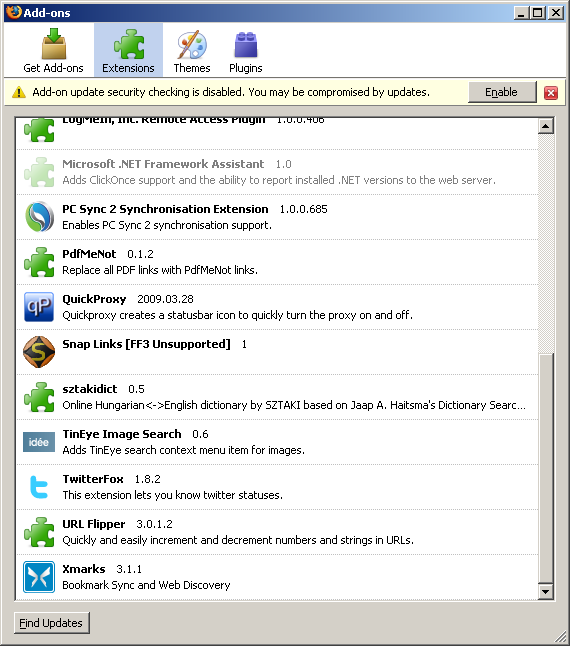 Add-ons
Get Add-ons Extensions Themes Plugins
Add-on update security checking is disabled. You may be compromised by updates. Enable
LogMeIn, Inc. Remote Access Plugin 1.0.0.406
Microsoft .NET Framework Assistant 1.0
Adds ClickOnce support and the ability to report installed .NET versions to the web server.
PC Sync 2 Synchronisation Extension 1.0.0.685
Enables PC Sync 2 synchronisation support.
PdfMeNot 0.1.2
Replace all PDF links with PdfMeNot links.
qP
QuickProxy 2009.03.28
Quickproxy creates a statusbar icon to quickly turn the proxy on and off.
S
Snap Links [FF3 Unsupported] 1
sztakidict 0.5
Online Hungarian<->English dictionary by SZTAKI based on Jaap A. Haitsma's Dictionary Searc...
idée
TinEye Image Search 0.6
Adds TinEye search context menu item for images.
t
TwitterFox 1.8.2
This extension lets you know twitter statuses.
URL Flipper 3.0.1.2
Quickly and easily increment and decrement numbers and strings in URLs.
Xmarks 3.1.1
Bookmark Sync and Web Discovery
Find Updates